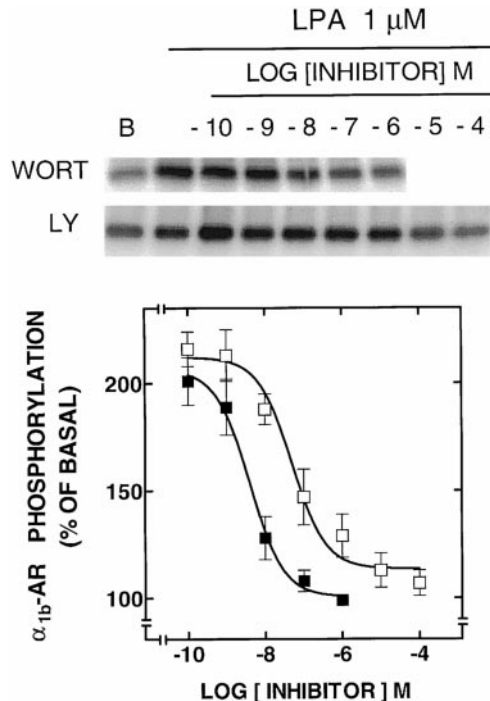 LPA 1 μM
LOG [INHIBITOR] M
B - 10 - 9 - 8 - 7 - 6 - 5 - 4
WORT
LY
α1b-AR PHOSPHORYLATION
(% OF BASAL)
200
150
100
-10 -8 -6 -4
LOG [ INHIBITOR ] M